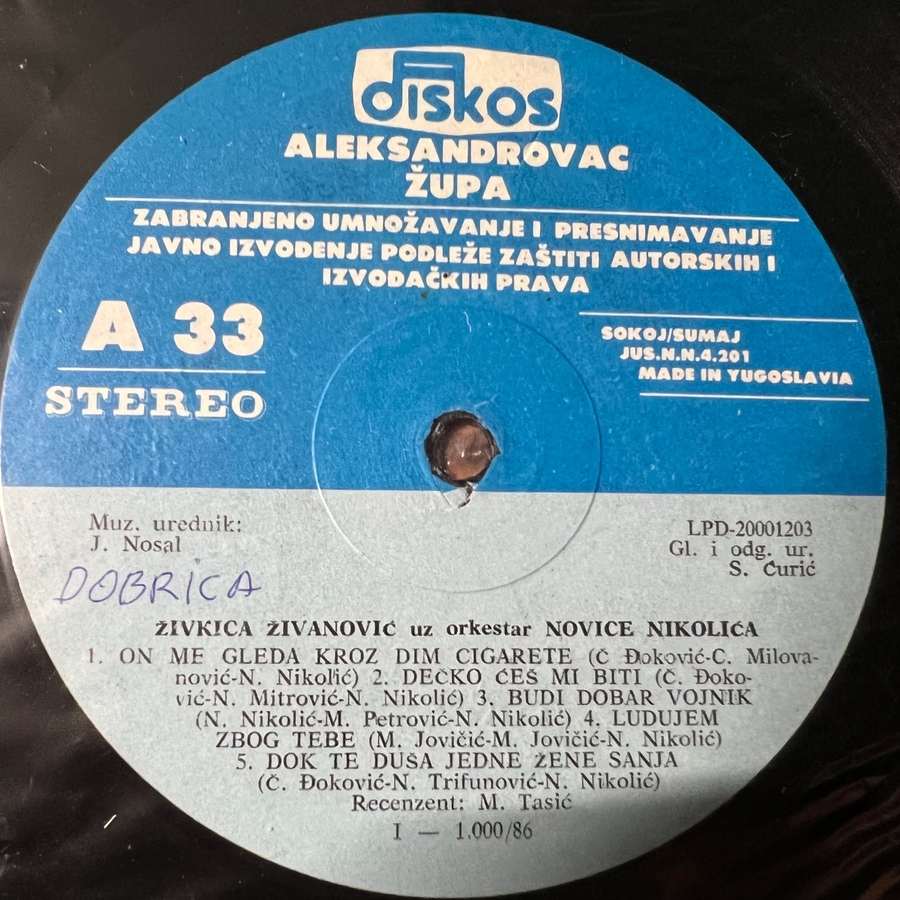 diskos
ALEKSANDROVAC
ŽUPA
ZABRANJENO UMNOŽAVANJE I PRESNIMAVANJE
JAVNO IZVOĐENJE PODLEŽE ZAŠTITI AUTORSKIH I
IZVOĐAČKIH PRAVA
A 33
STEREO
SOKOJ/SUMAJ
JUS.N.N.4.201
MADE IN YUGOSLAVIA
Muz. urednik:
J. Nosal
DOBRICA
LPD-20001203
Gl. i odg. ur.
S. Ćurić
ŽIVKICA ŽIVANOVIĆ uz orkestar NOVICE NIKOLIĆA
1. ON ME GLEDA KROZ DIM CIGARETE (Č Đoković-C. Milova-
nović-N. Nikolić) 2. DEČKO ĆEŠ MI BITI (Č. Đoko-
vić-N. Mitrović-N. Nikolić) 3. BUDI DOBAR VOJNIK
(N. Nikolić-M. Petrović-N. Nikolić) 4. LUDUJEM
ZBOG TEBE (M. Jovičić-M. Jovičić-N. Nikolić)
5. DOK TE DUŠA JEDNE ŽENE SANJA
(Č. Đoković-N. Trifunović-N. Nikolić)
Recenzent: M. Tasić
I — 1.000/86